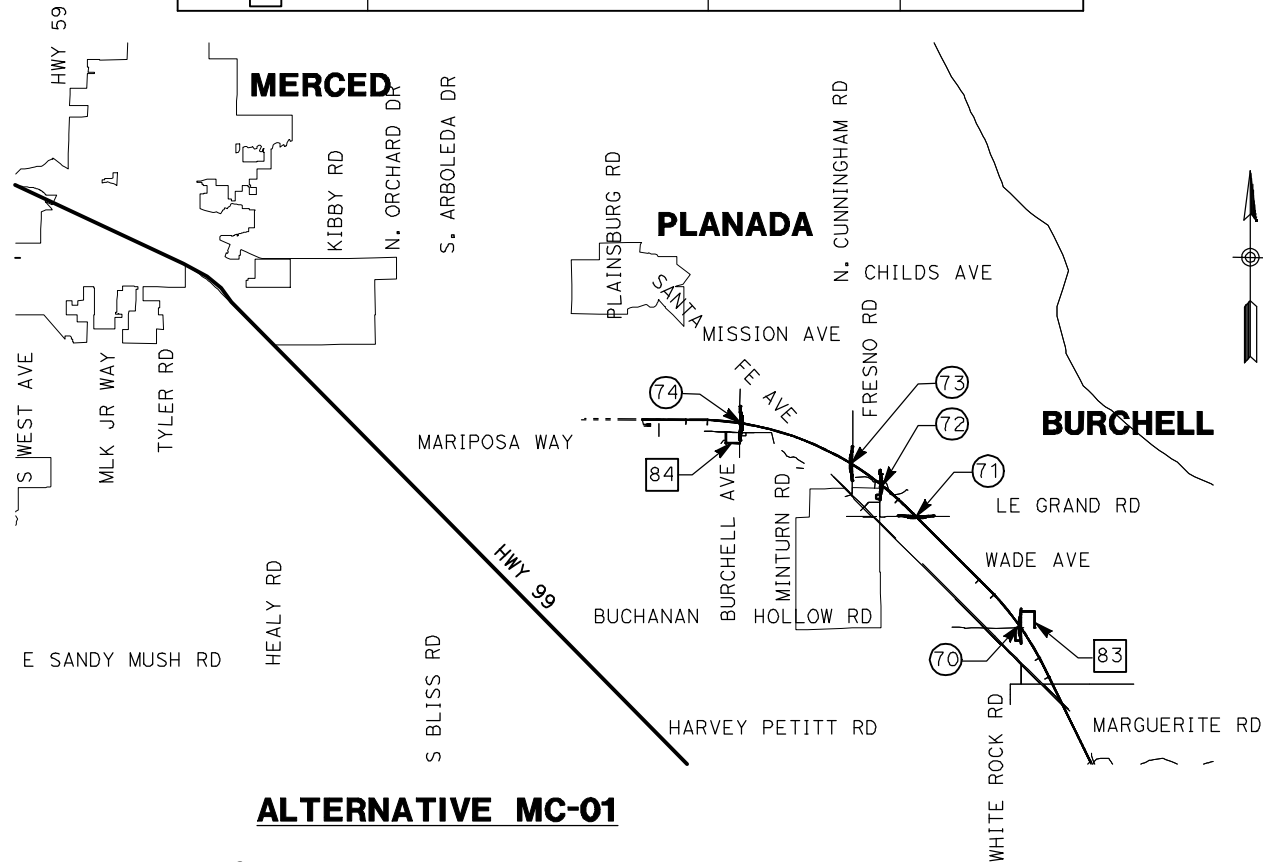 HWY 59
MERCED
KIBBY RD
N. ORCHARD DR
S. ARBOLEDA DR
PLAINSBURG RD
PLANADA
N. CUNNINGHAM RD
CHILDS AVE
SANTA
FE AVE
MISSION AVE
FRESNO RD
S WEST AVE
MLK JR WAY
TYLER RD
74
73
72
BURCHELL
MARIPOSA WAY
84
71
BURCHELL AVE
MINTURN RD
LE GRAND RD
WADE AVE
HWY 99
BUCHANAN HOLLOW RD
HEALY RD
E SANDY MUSH RD
S BLISS RD
70
83
HARVEY PETITT RD
WHITE ROCK RD
MARGUERITE RD
ALTERNATIVE MC-01